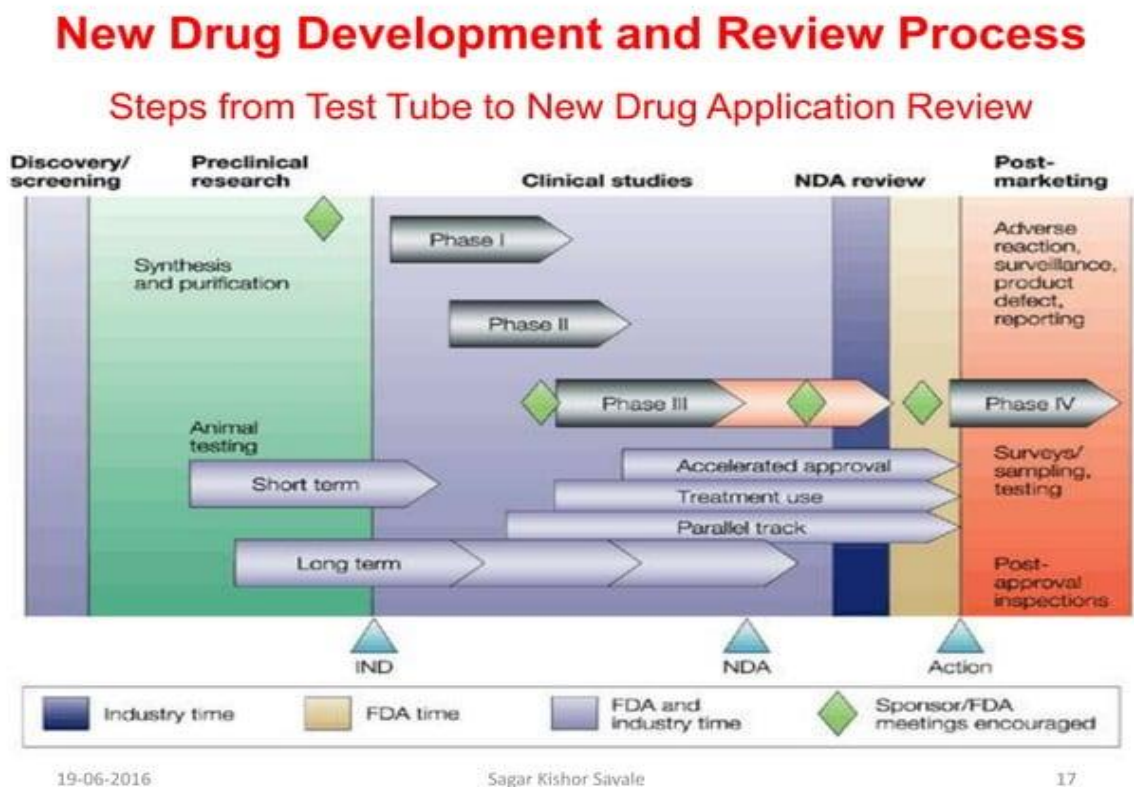 New Drug Development and Review Process
Steps from Test Tube to New Drug Application Review
Discovery/
screening
Preclinical
research
Clinical studies
NDA review
Post-
marketing
Synthesis
and purification
Phase I
Adverse
reaction,
surveillance,
product
defect,
reporting
Phase II
Phase III
Phase IV
Animal
testing
Short term
Accelerated approval
Treatment use
Parallel track
Surveys/
sampling,
testing
Long term
Post-
approval
inspections
IND
NDA
Action
Industry time
FDA time
FDA and
industry time
Sponsor/FDA
meetings encouraged
19-06-2016
Sagar Kishor Savale
17